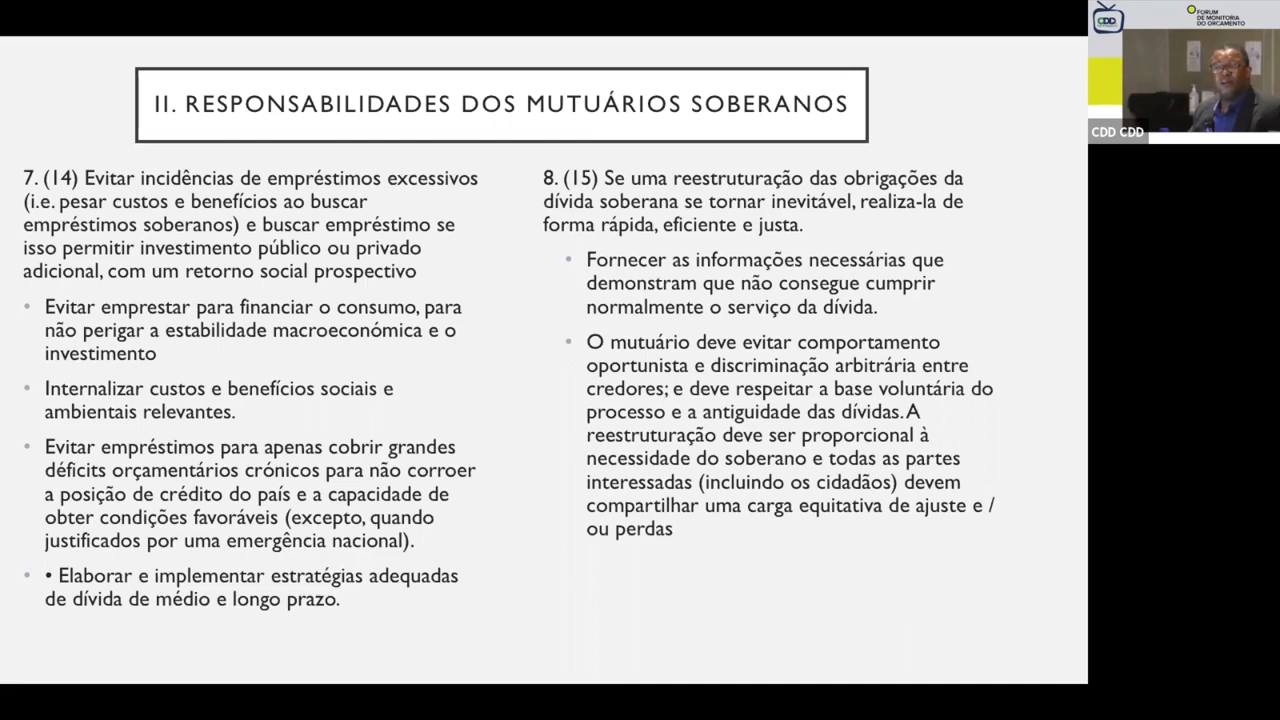 II. RESPONSABILIDADES DOS MUTUÁRIOS SOBERANOS
7. (14) Evitar incidências de empréstimos excessivos
(i.e. pesar custos e benefícios ao buscar
empréstimos soberanos) e buscar empréstimo se
isso permitir investimento público ou privado
adicional, com um retorno social prospectivo
• Evitar emprestar para financiar o consumo, para
não perigar a estabilidade macroeconómica e o
investimento
• Internalizar custos e benefícios sociais e
ambientais relevantes.
• Evitar empréstimos para apenas cobrir grandes
déficits orçamentários crónicos para não corroer
a posição de crédito do país e a capacidade de
obter condições favoráveis (excepto, quando
justificados por uma emergência nacional).
• • Elaborar e implementar estratégias adequadas
de dívida de médio e longo prazo.
8. (15) Se uma reestruturação das obrigações da
dívida soberana se tornar inevitável, realiza-la de
forma rápida, eficiente e justa.
• Fornecer as informações necessárias que
demonstram que não consegue cumprir
normalmente o serviço da dívida.
• O mutuário deve evitar comportamento
oportunista e discriminação arbitrária entre
credores; e deve respeitar a base voluntária do
processo e a antiguidade das dívidas. A
reestruturação deve ser proporcional à
necessidade do soberano e todas as partes
interessadas (incluindo os cidadãos) devem
compartilhar uma carga equitativa de ajuste e /
ou perdas
CDD
FORUM
DE MONITORIA
DO ORCAMENTO
CDD CDD